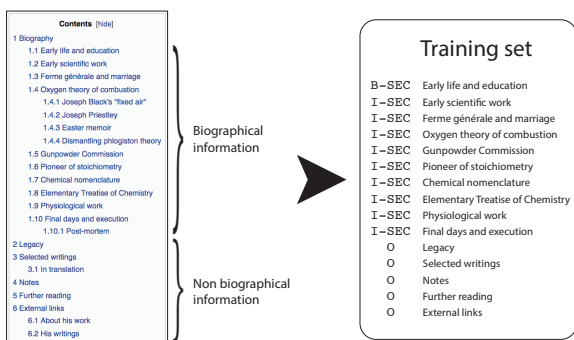 Contents [hide]
1 Biography
1.1 Early life and education
1.2 Early scientific work
1.3 Ferme générale and marriage
1.4 Oxygen theory of combustion
1.4.1 Joseph Black's "fixed air"
1.4.2 Joseph Priestley
1.4.3 Easter memoir
1.4.4 Dismantling phlogiston theory
1.5 Gunpowder Commission
1.6 Pioneer of stoichiometry
1.7 Chemical nomenclature
1.8 Elementary Treatise of Chemistry
1.9 Physiological work
1.10 Final days and execution
1.10.1 Post-mortem
2 Legacy
3 Selected writings
3.1 In translation
4 Notes
5 Further reading
6 External links
6.1 About his work
6.2 His writings
Biographical
information
Non biographical
information
Training set
B-SEC Early life and education
I-SEC Early scientific work
I-SEC Ferme générale and marriage
I-SEC Oxygen theory of combustion
I-SEC Gunpowder Commission
I-SEC Pioneer of stoichiometry
I-SEC Chemical nomenclature
I-SEC Elementary Treatise of Chemistry
I-SEC Physiological work
I-SEC Final days and execution
O Legacy
O Selected writings
O Notes
O Further reading
O External links